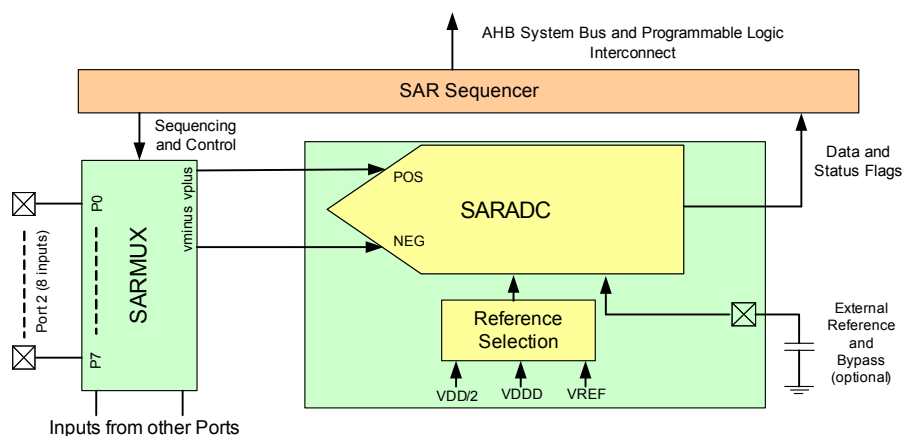 AHB System Bus and Programmable Logic
Interconnect
SAR Sequencer
Sequencing
and Control
Data and
Status Flags
vminus vplus
P0
POS
SARADC
NEG
SARMUX
Port 2 (8 inputs)
P7
Reference
Selection
External
Reference
and
Bypass
(optional)
VDD/2
VDDD
VREF
Inputs from other Ports